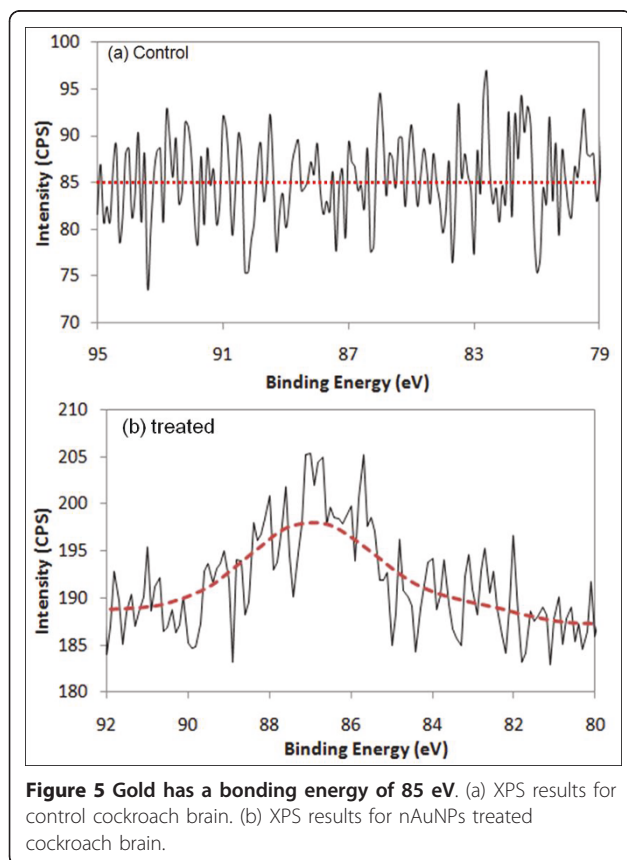 (a) Control
100
95
90
85
80
75
70
Intensity (CPS)
95 91 87 83 79
Binding Energy (eV)
(b) treated
210
205
200
195
190
185
180
Intensity (CPS)
92 90 88 86 84 82 80
Binding Energy (eV)
Figure 5 Gold has a bonding energy of 85 eV. (a) XPS results for
control cockroach brain. (b) XPS results for nAuNPs treated
cockroach brain.